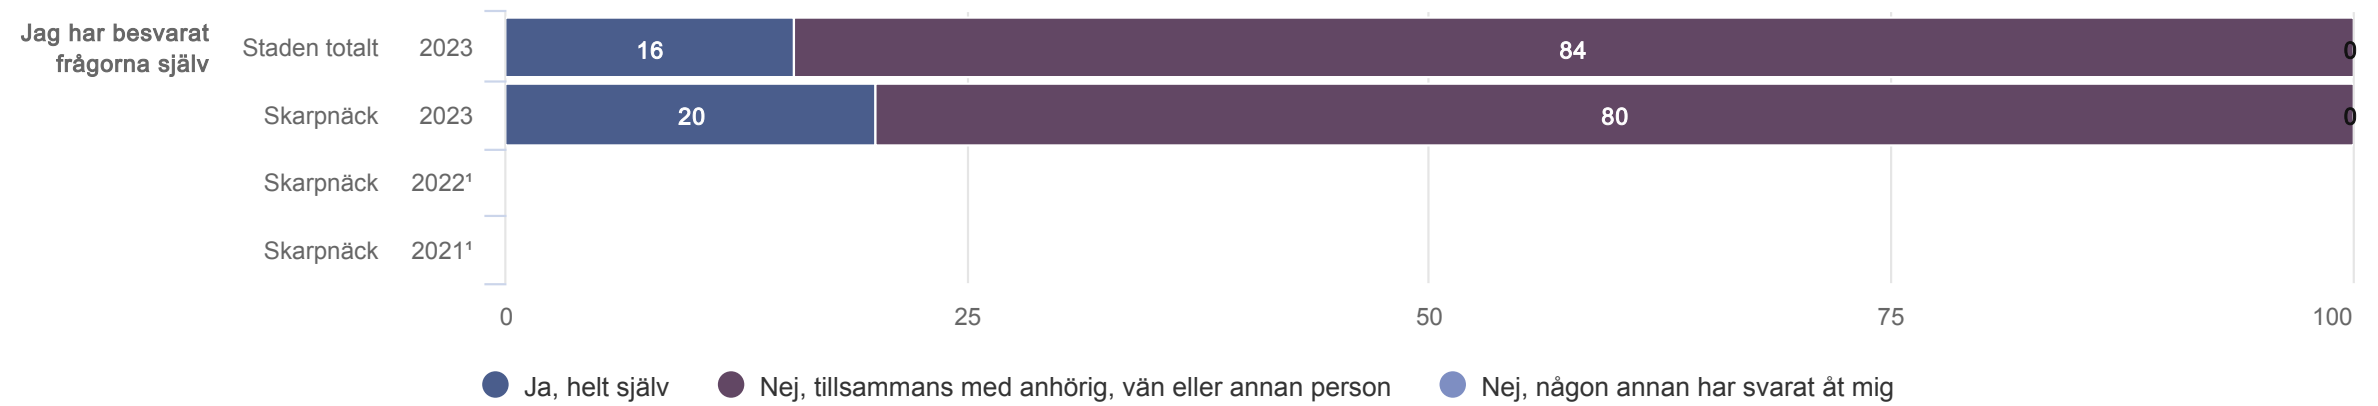 Jag har besvarat
frågorna själv
Staden totalt 2023 16 84 0
Skarpnäck 2023 20 80 0
Skarpnäck 2022¹
Skarpnäck 2021¹
0 25 50 75 100
Ja, helt själv Nej, tillsammans med anhörig, vän eller annan person Nej, någon annan har svarat åt mig